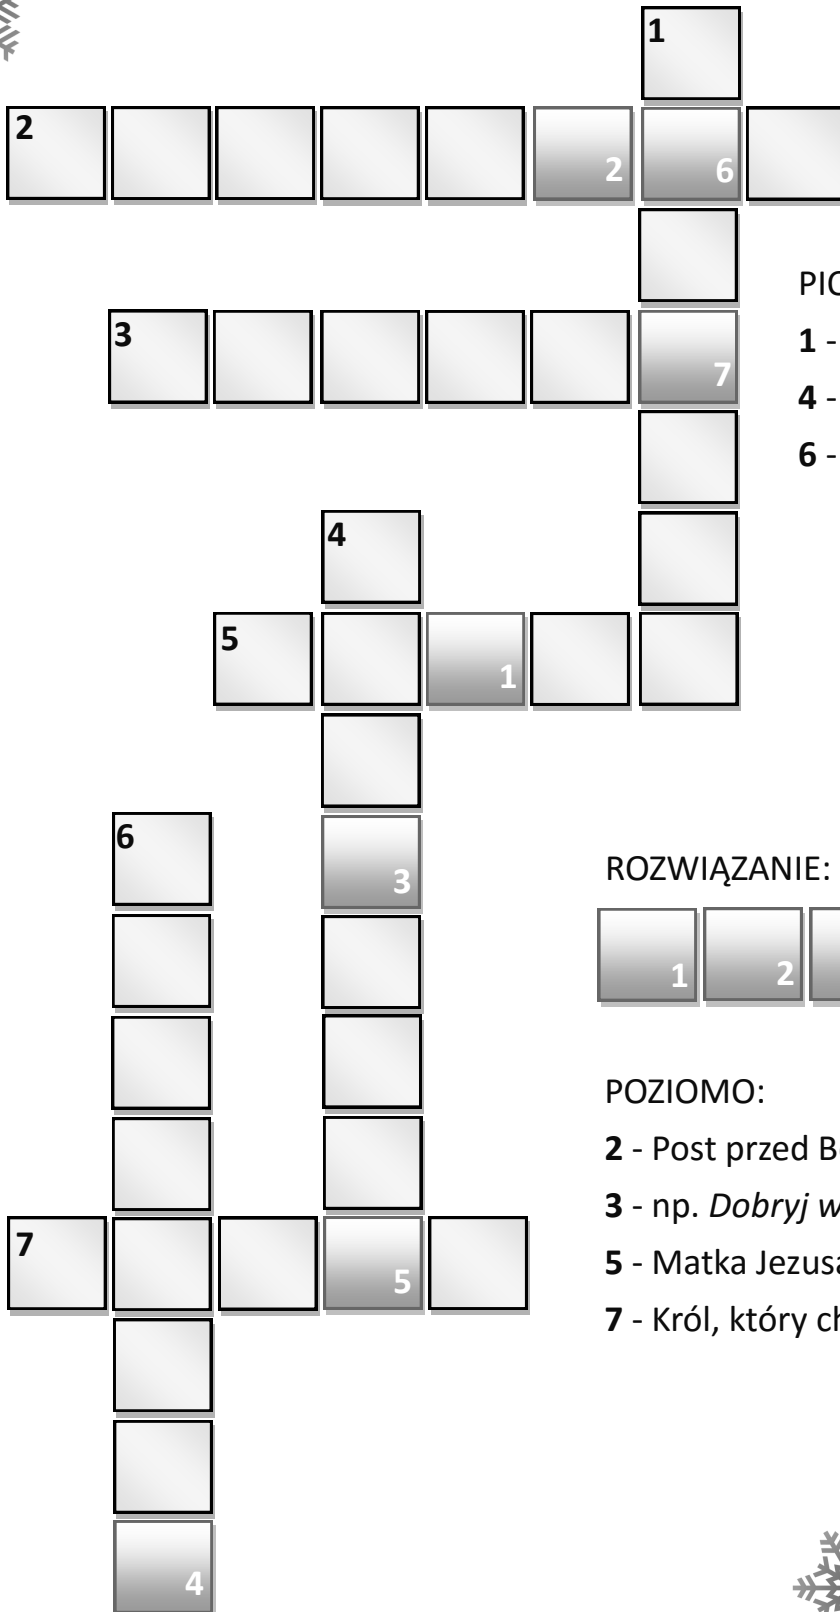 1
2 2 6
3 7
PIO
1 -
4 -
6 -
4
5 1
6 3
ROZWIĄZANIE:
1 2
POZIOMO:
2 - Post przed B
3 - np. Dobryj w
5 - Matka Jezusa
7 - Król, który ch
7 5
4